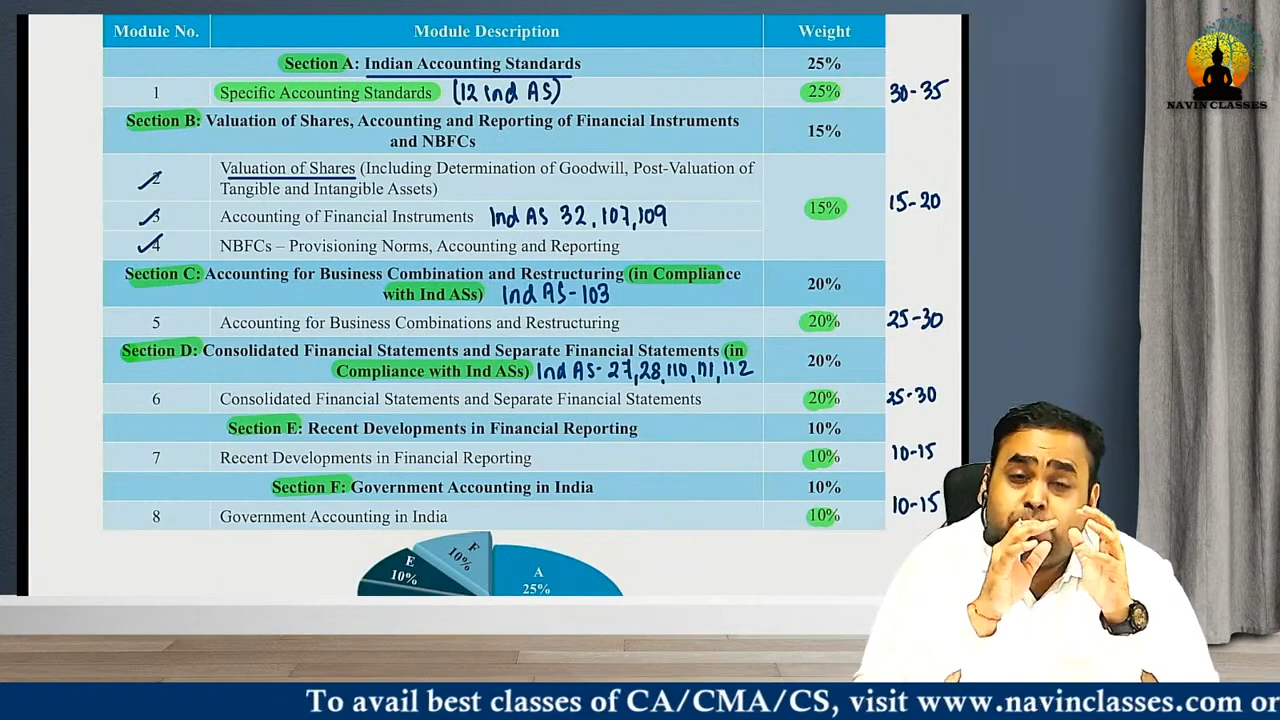 Module No. Module Description Weight
Section A: Indian Accounting Standards 25%
1 Specific Accounting Standards (12 Ind AS) 25% 30-35
Section B: Valuation of Shares, Accounting and Reporting of Financial Instruments
and NBFCs 15%
2 Valuation of Shares (Including Determination of Goodwill, Post-Valuation of
Tangible and Intangible Assets)
15% 15-20
3 Accounting of Financial Instruments Ind AS 32, 107, 109
4 NBFCs – Provisioning Norms, Accounting and Reporting
Section C: Accounting for Business Combination and Restructuring (in Compliance
with Ind ASs) Ind AS-103 20%
5 Accounting for Business Combinations and Restructuring 20% 25-30
Section D: Consolidated Financial Statements and Separate Financial Statements (in
Compliance with Ind ASs) Ind AS-27,28,110,111,112 20%
6 Consolidated Financial Statements and Separate Financial Statements 20% 25-30
Section E: Recent Developments in Financial Reporting 10%
7 Recent Developments in Financial Reporting 10% 10-15
Section F: Government Accounting in India 10%
8 Government Accounting in India 10% 10-15
E
10%
F
10%
A
25%
NAVIN CLASSES
To avail best classes of CA/CMA/CS, visit www.navinclasses.com or